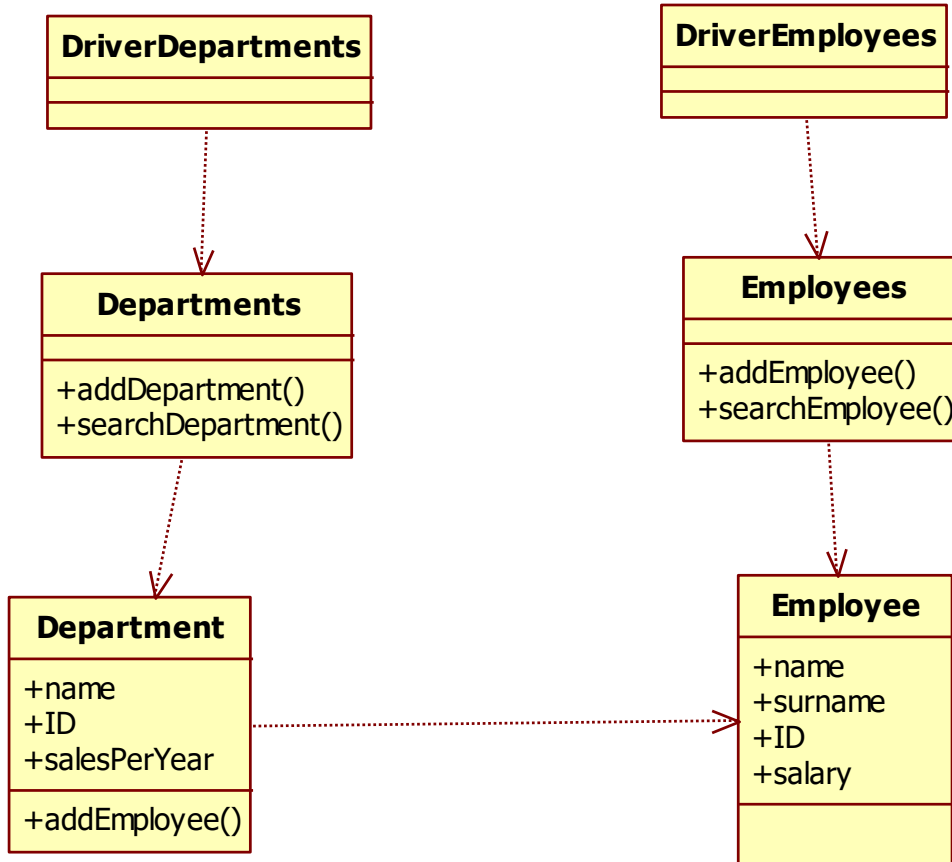 DriverDepartments
DriverEmployees
Departments
+addDepartment()
+searchDepartment()
Employees
+addEmployee()
+searchEmployee()
Department
+name
+ID
+salesPerYear
+addEmployee()
Employee
+name
+surname
+ID
+salary